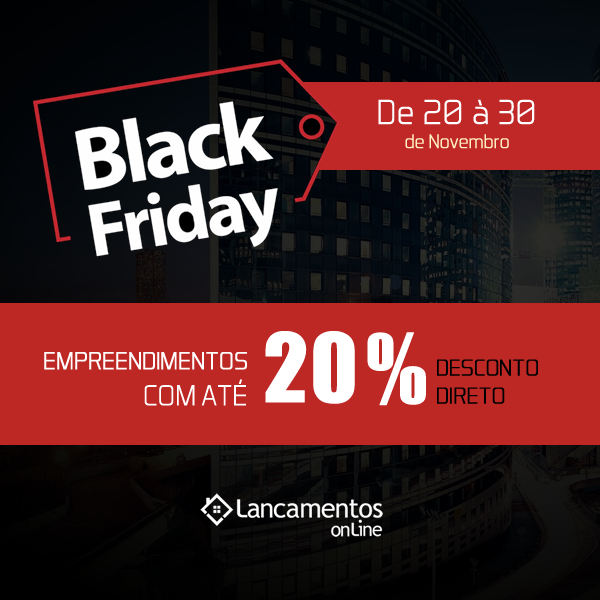 Black
Friday
De 20 à 30
de Novembro
EMPREENDIMENTOS
COM ATÉ
20%
DESCONTO
DIRETO
Lancamentos
onLine